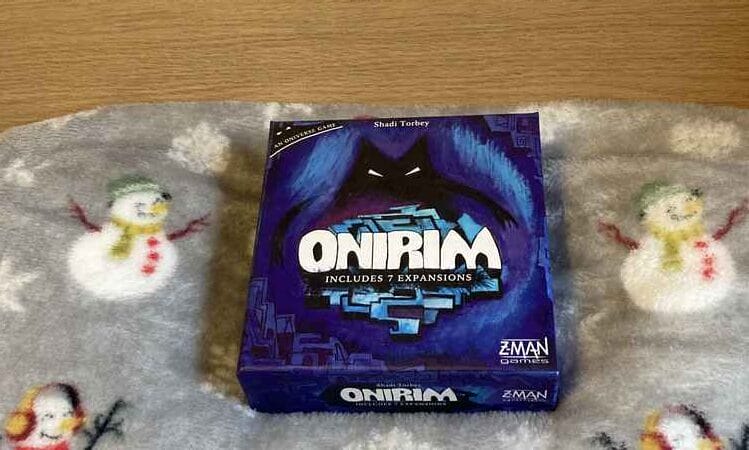 Shadi Torbey
AN ONIVERSE GAME
ONIRIM
INCLUDES 7 EXPANSIONS
Z-MAN
games
Shadi Torbey
ONIRIM
INCLUDES 7 EXPANSIONS
Z-MAN